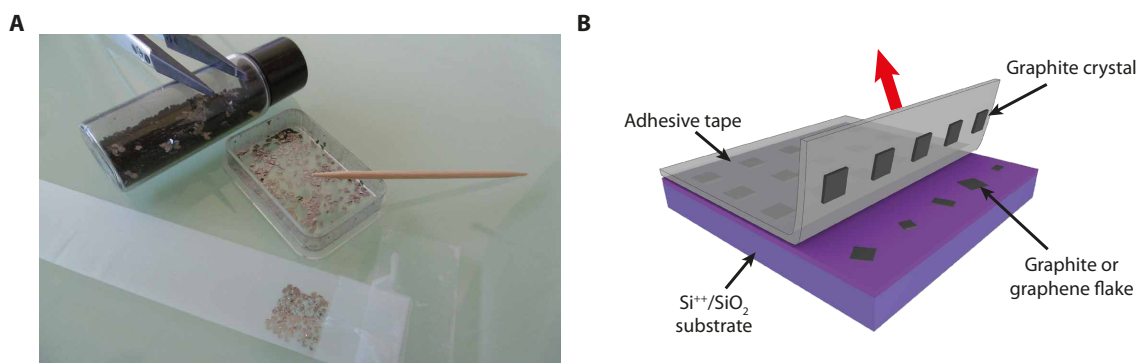 A
B
Graphite crystal
Adhesive tape
Si⁺⁺/SiO₂
substrate
Graphite or
graphene flake